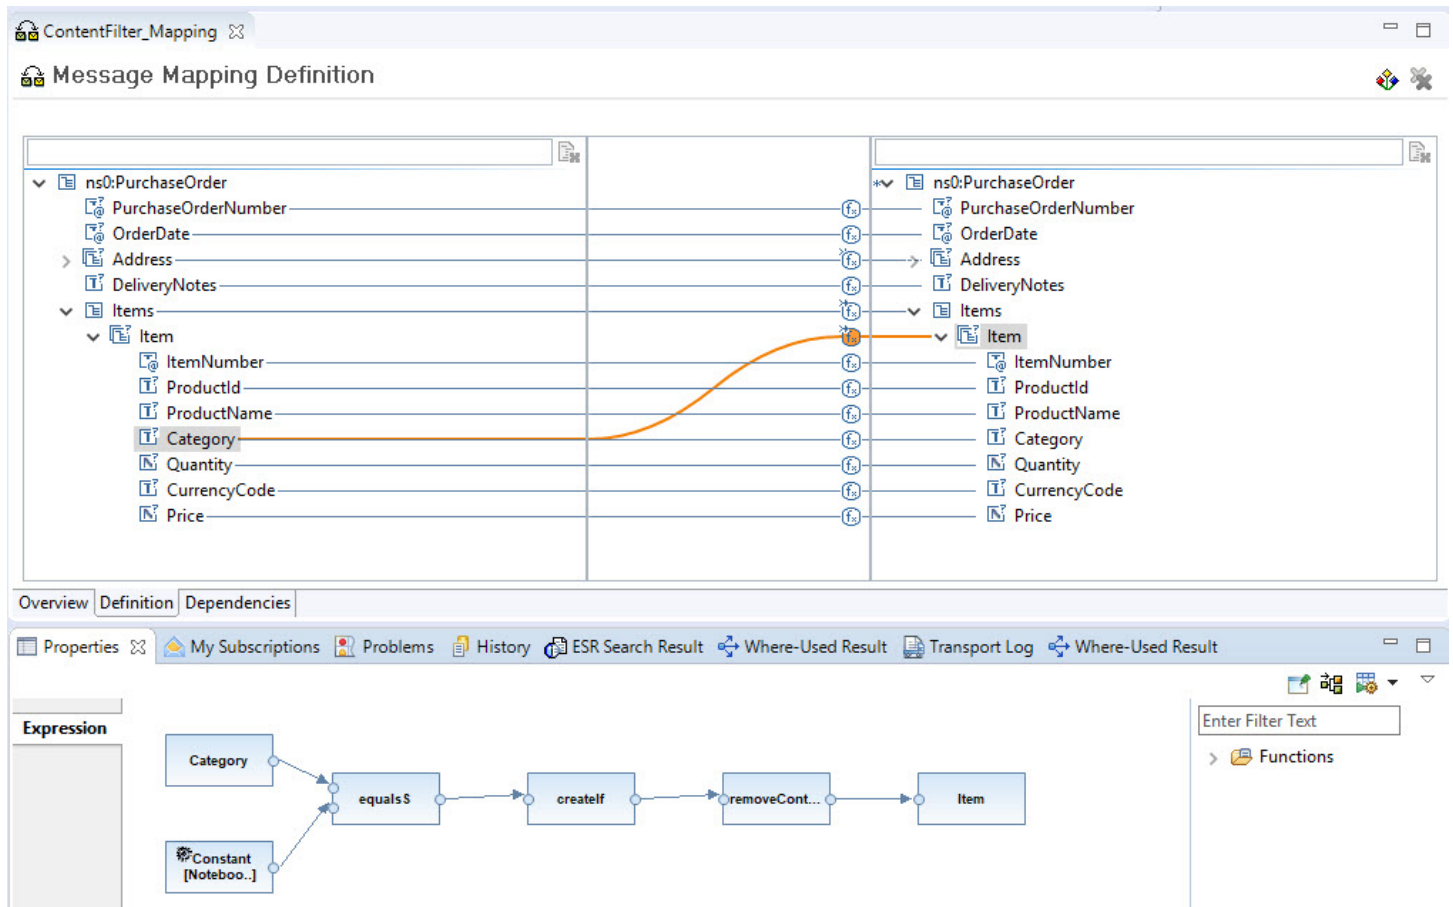 ContentFilter_Mapping
Message Mapping Definition
ns0:PurchaseOrder
PurchaseOrderNumber
OrderDate
Address
DeliveryNotes
Items
Item
ItemNumber
ProductId
ProductName
Category
Quantity
CurrencyCode
Price
ns0:PurchaseOrder
PurchaseOrderNumber
OrderDate
Address
DeliveryNotes
Items
Item
ItemNumber
ProductId
ProductName
Category
Quantity
CurrencyCode
Price
Overview Definition Dependencies
Properties My Subscriptions Problems History ESR Search Result Where-Used Result Transport Log Where-Used Result
Expression
Category
Constant
[Noteboo..]
equalsS
createIf
removeCont...
Item
Enter Filter Text
Functions